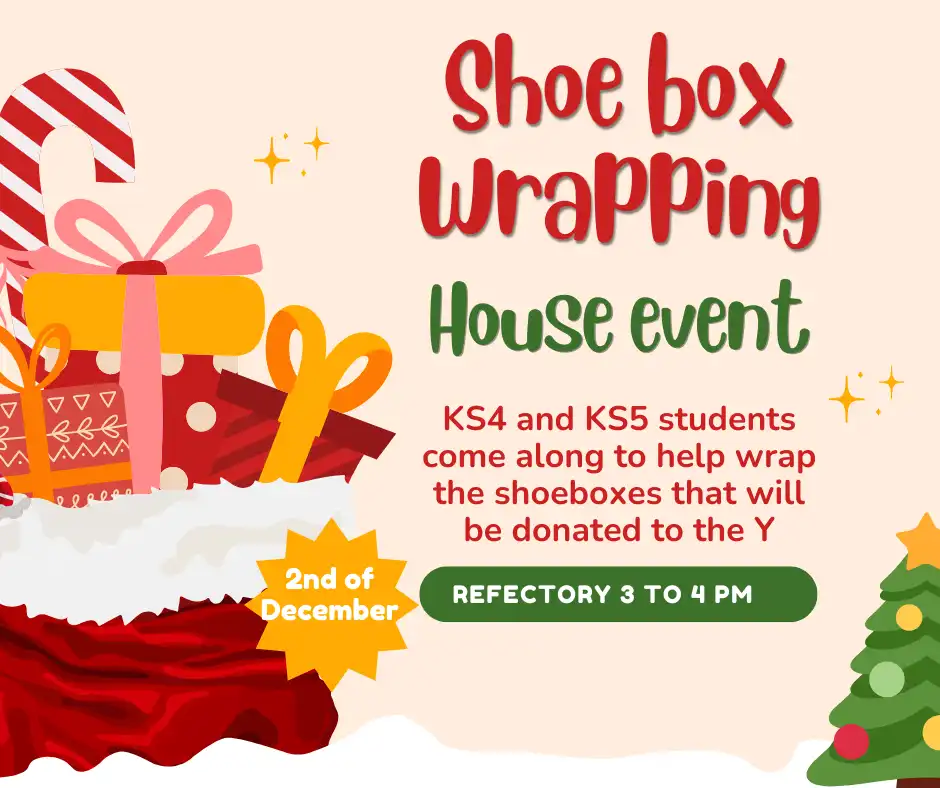 Shoe box
Wrapping
House event
KS4 and KS5 students
come along to help wrap
the shoeboxes that will
be donated to the Y
2nd of
December
REFECTORY 3 TO 4 PM